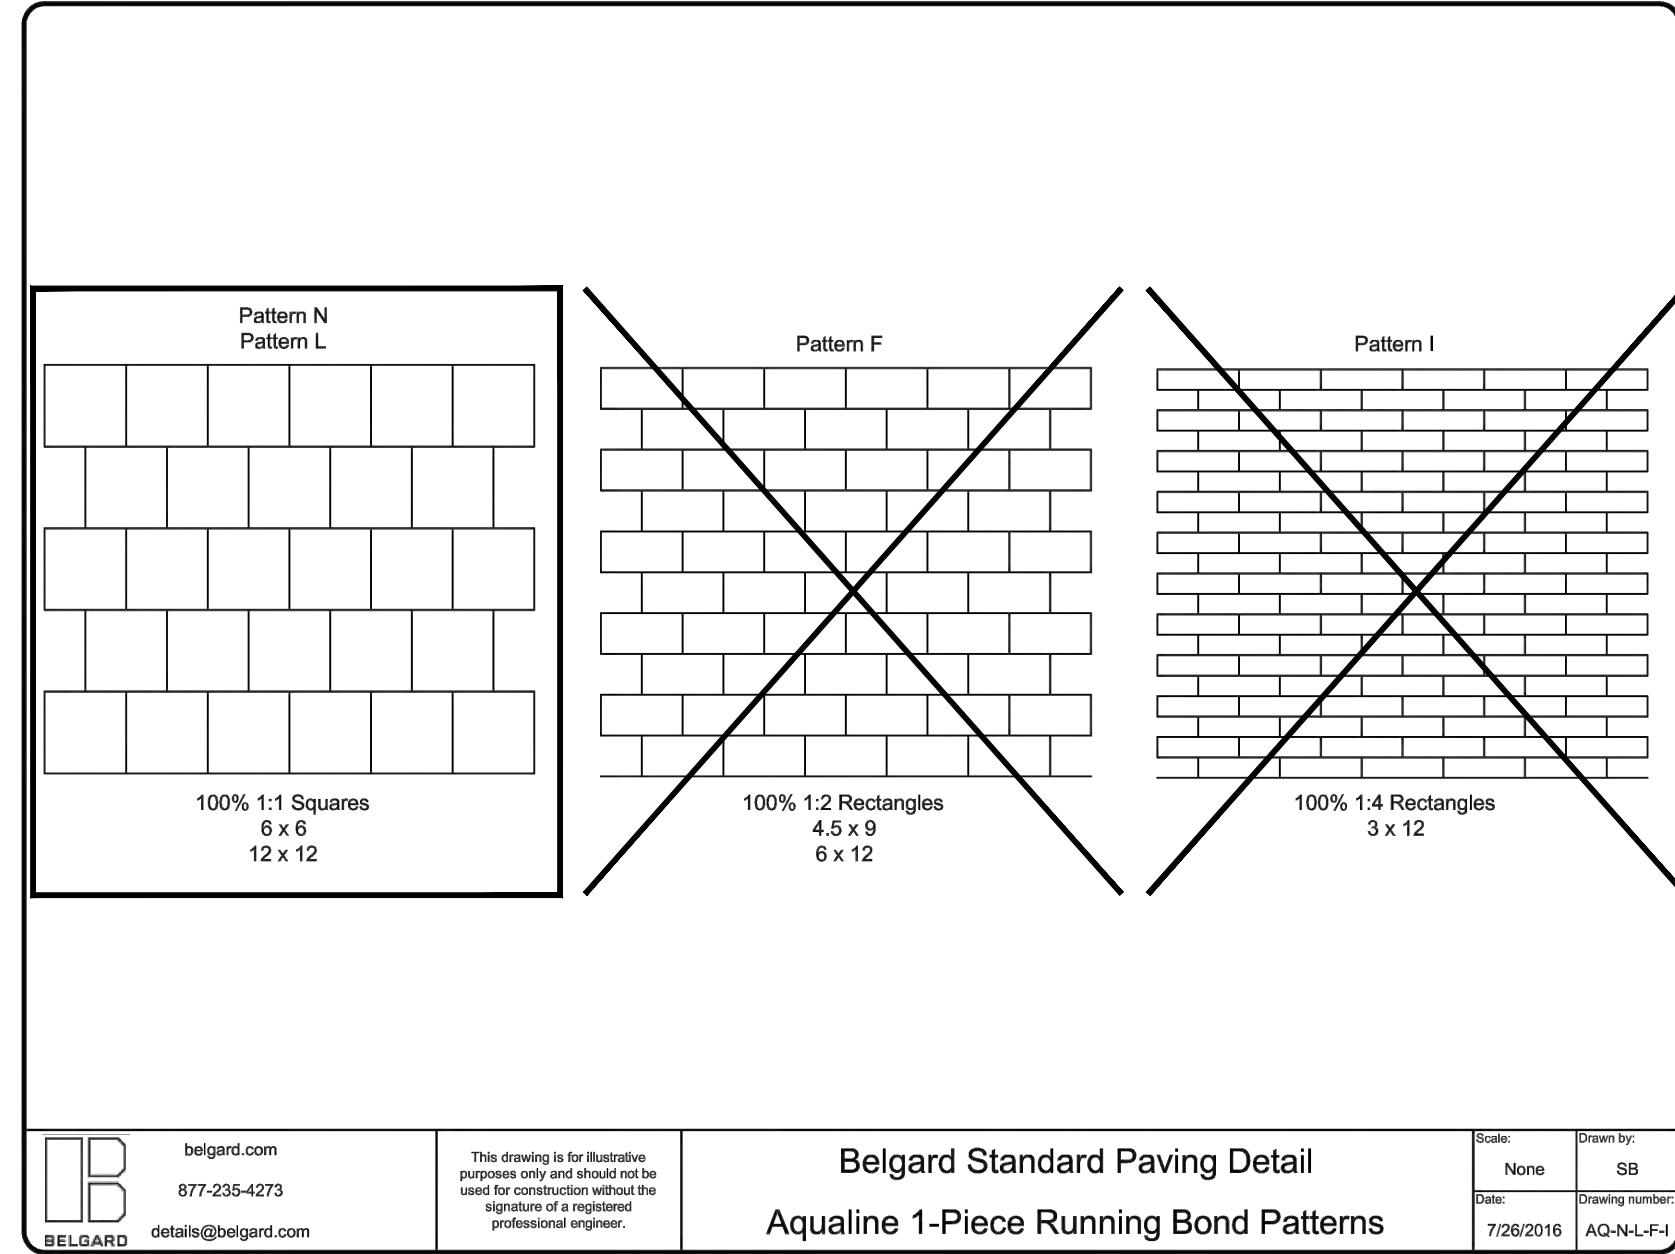 Pattern N
Pattern L
100% 1:1 Squares
6 x 6
12 x 12
Pattern F
100% 1:2 Rectangles
4.5 x 9
6 x 12
Pattern I
100% 1:4 Rectangles
3 x 12
BELGARD
belgard.com
877-235-4273
details@belgard.com
This drawing is for illustrative
purposes only and should not be
used for construction without the
signature of a registered
professional engineer.
Belgard Standard Paving Detail
Aqualine 1-Piece Running Bond Patterns
Scale:
None
Drawn by:
SB
Date:
7/26/2016
Drawing number:
AQ-N-L-F-I